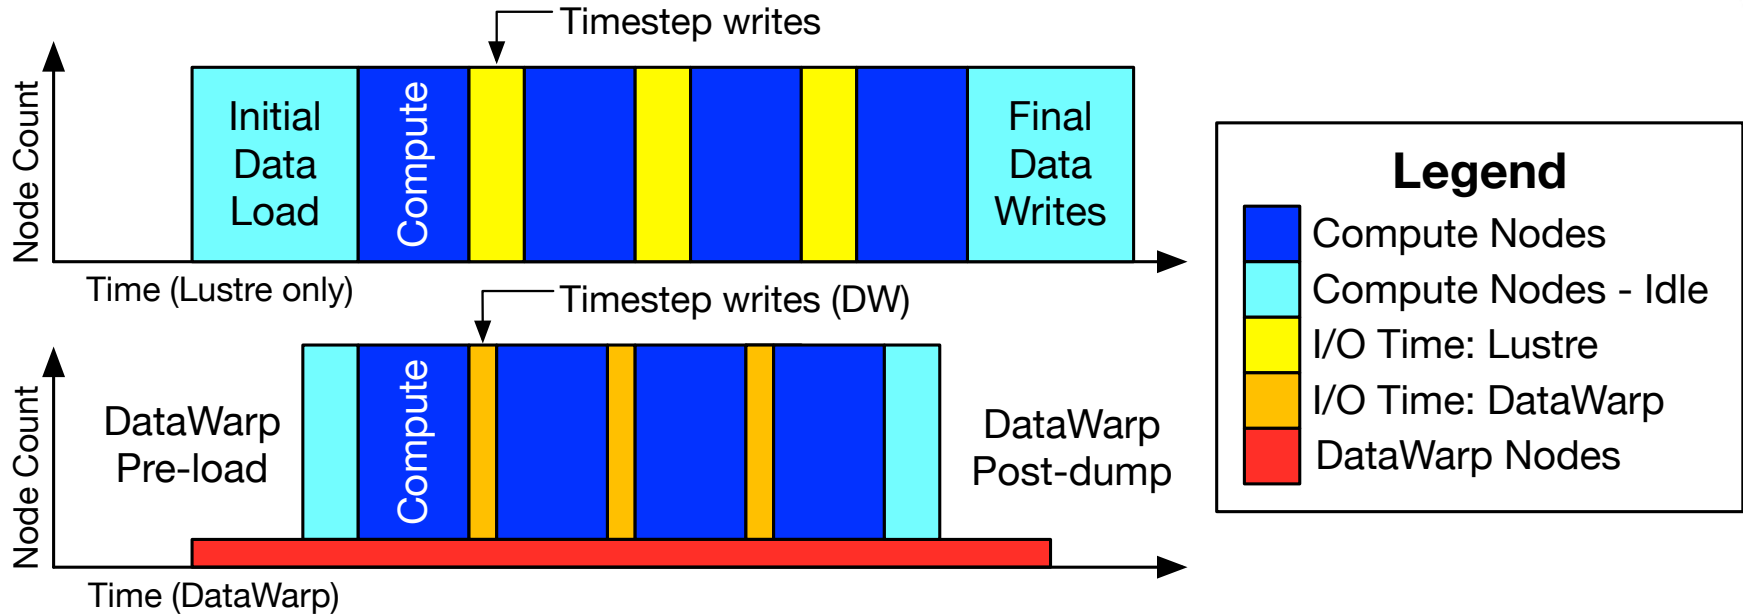 Timestep writes
Node Count
Initial
Data
Load
Compute
Final
Data
Writes
Time (Lustre only)
Timestep writes (DW)
Node Count
DataWarp
Pre-load
Compute
DataWarp
Post-dump
Time (DataWarp)
Legend
Compute Nodes
Compute Nodes - Idle
I/O Time: Lustre
I/O Time: DataWarp
DataWarp Nodes